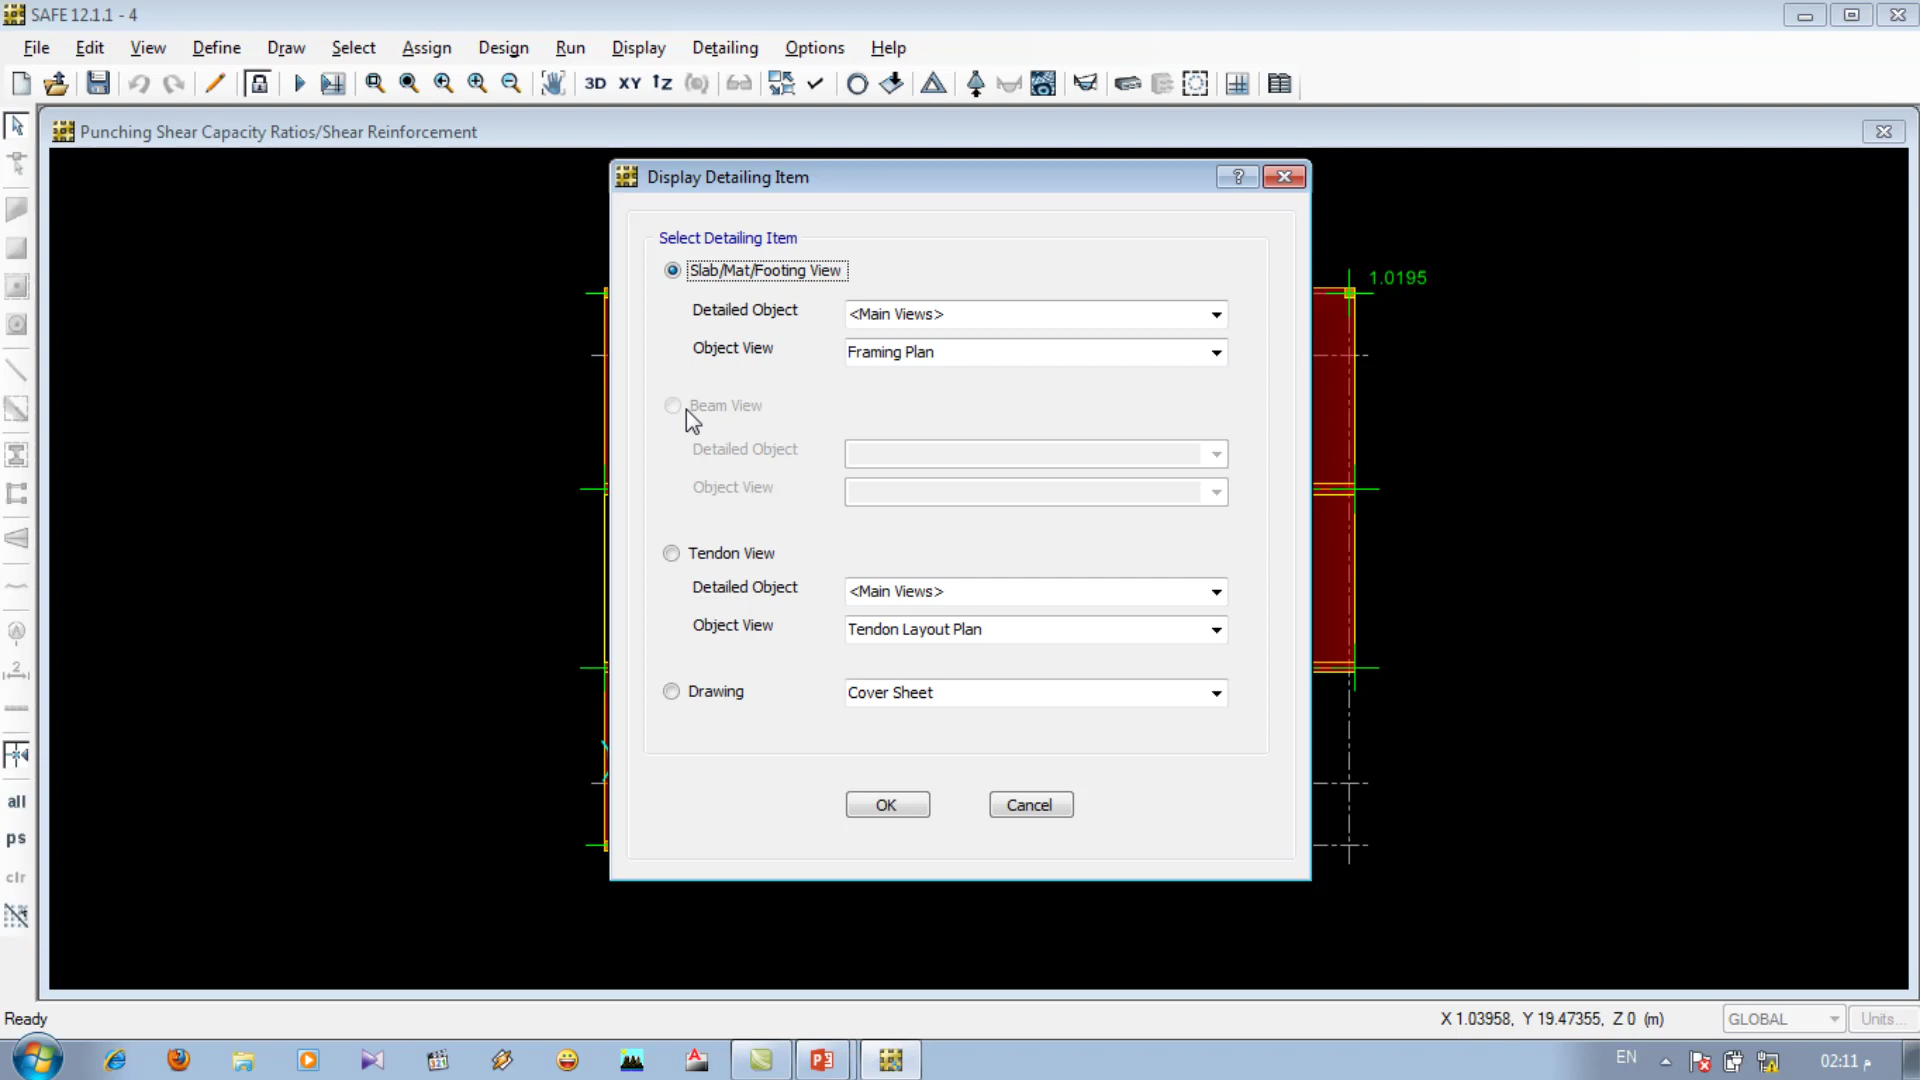 SAFE 12.1.1 - 4
File Edit View Define Draw Select Assign Design Run Display Detailing Options Help
3D XY
Punching Shear Capacity Ratios/Shear Reinforcement
Display Detailing Item
Select Detailing Item
Slab/Mat/Footing View
1.0195
Detailed Object <Main Views>
Object View Framing Plan
Beam View
Detailed Object
Object View
Tendon View
Detailed Object <Main Views>
Object View Tendon Layout Plan
Drawing Cover Sheet
OK Cancel
all
ps
clr
Ready
X 1.03958, Y 19.47355, Z 0 (m)
GLOBAL
Units...
EN
02:11 م